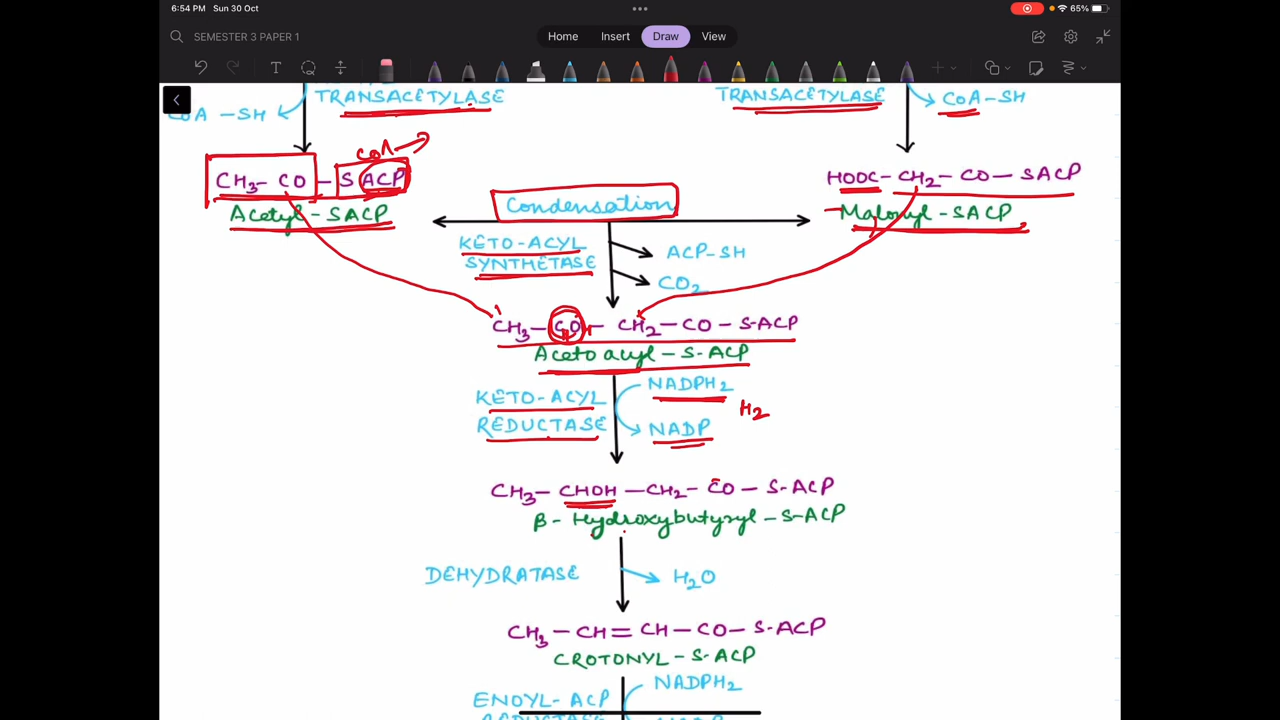 6:54 PM Sun 30 Oct
65%
SEMESTER 3 PAPER 1
Home Insert Draw View
TRANSACETYLASE
CoA-SH
TRANSACETYLASE
CoA-SH
CoA
CH3- CO - S ACP
Acetyl-SACP
HOOC- CH2- CO- SACP
Malonyl-SACP
Condensation
KETO-ACYL
SYNTHETASE
ACP-SH
CO2
CH3- CO- CH2-CO-S-ACP
Aceto acyl-S-ACP
KETO-ACYL
REDUCTASE
NADPH2
H2
NADP
CH3- CHOH-CH2-CO-S-ACP
β-Hydroxybutyryl-S-ACP
DEHYDRATASE
H2O
CH3-CH=CH-CO-S-ACP
CROTONYL-S-ACP
ENOYL-ACP
NADPH2